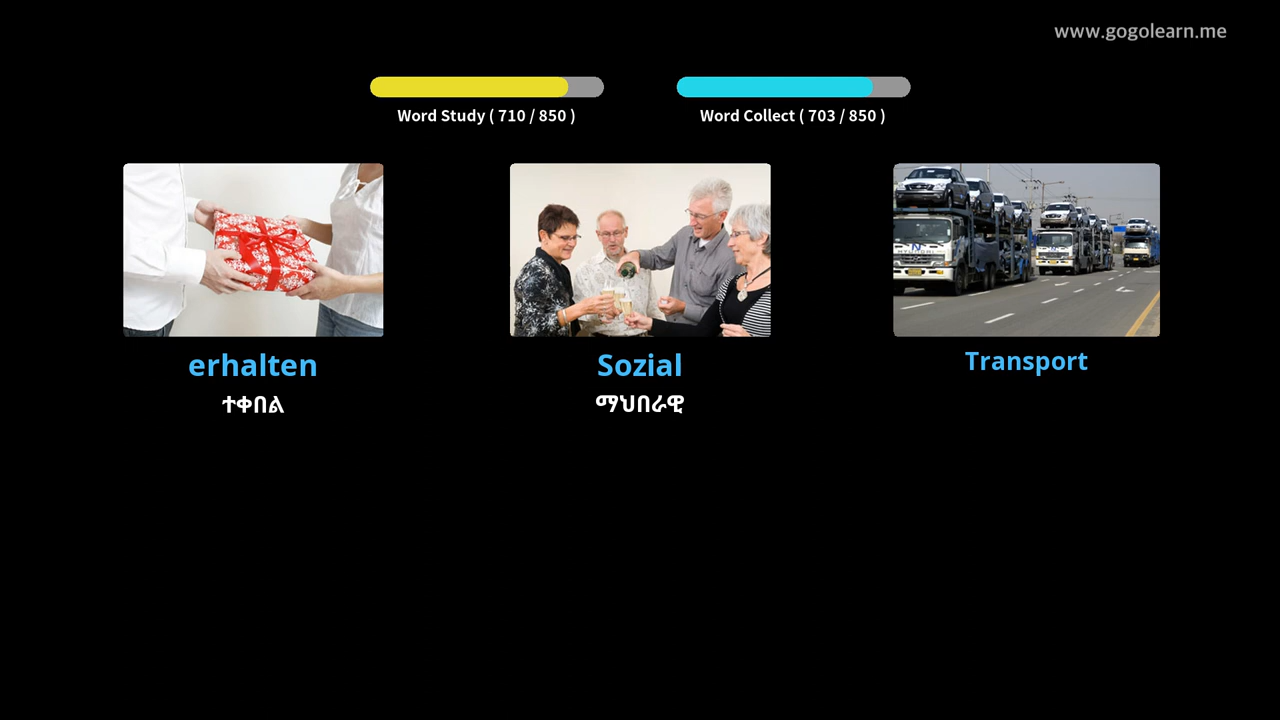 www.gogolearn.me
Word Study ( 710 / 850 )
Word Collect ( 703 / 850 )
erhalten
Sozial
Transport
ተቀበል
ማህበራዊ